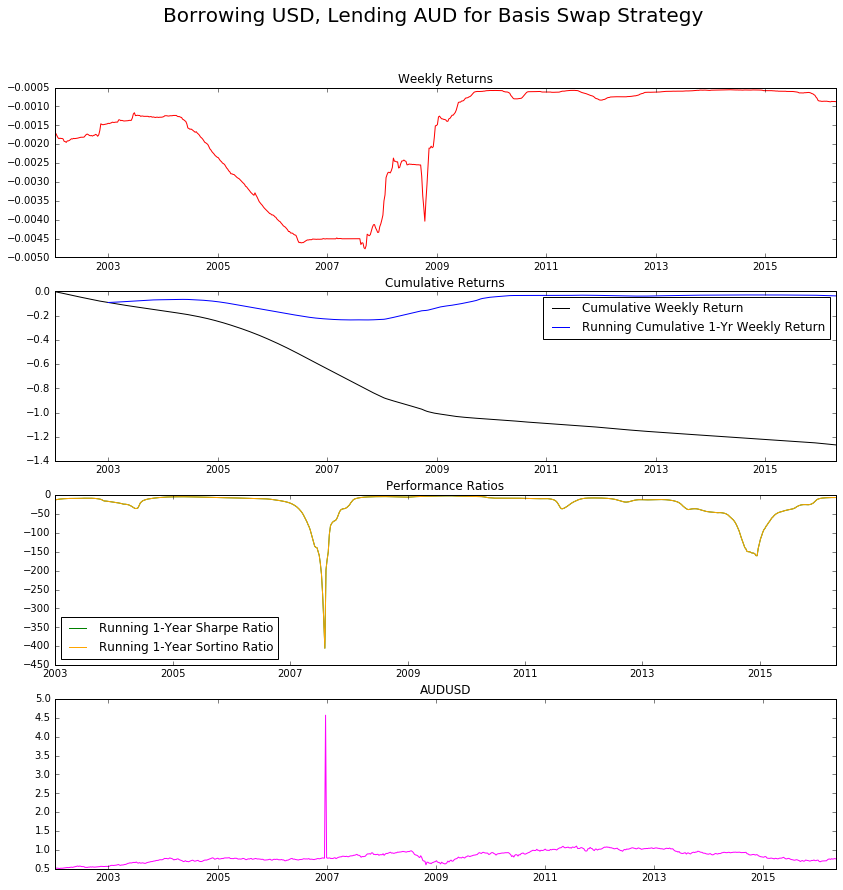 Borrowing USD, Lending AUD for Basis Swap Strategy
Weekly Returns
−0.0005
−0.0010
−0.0015
−0.0020
−0.0025
−0.0030
−0.0035
−0.0040
−0.0045
−0.0050
2003 2005 2007 2009 2011 2013 2015
Cumulative Returns
0.0
−0.2
−0.4
−0.6
−0.8
−1.0
−1.2
−1.4
Cumulative Weekly Return
Running Cumulative 1-Yr Weekly Return
2003 2005 2007 2009 2011 2013 2015
Performance Ratios
0
−50
−100
−150
−200
−250
−300
−350
−400
−450
Running 1-Year Sharpe Ratio
Running 1-Year Sortino Ratio
2003 2005 2007 2009 2011 2013 2015
AUDUSD
5.0
4.5
4.0
3.5
3.0
2.5
2.0
1.5
1.0
0.5
2003 2005 2007 2009 2011 2013 2015